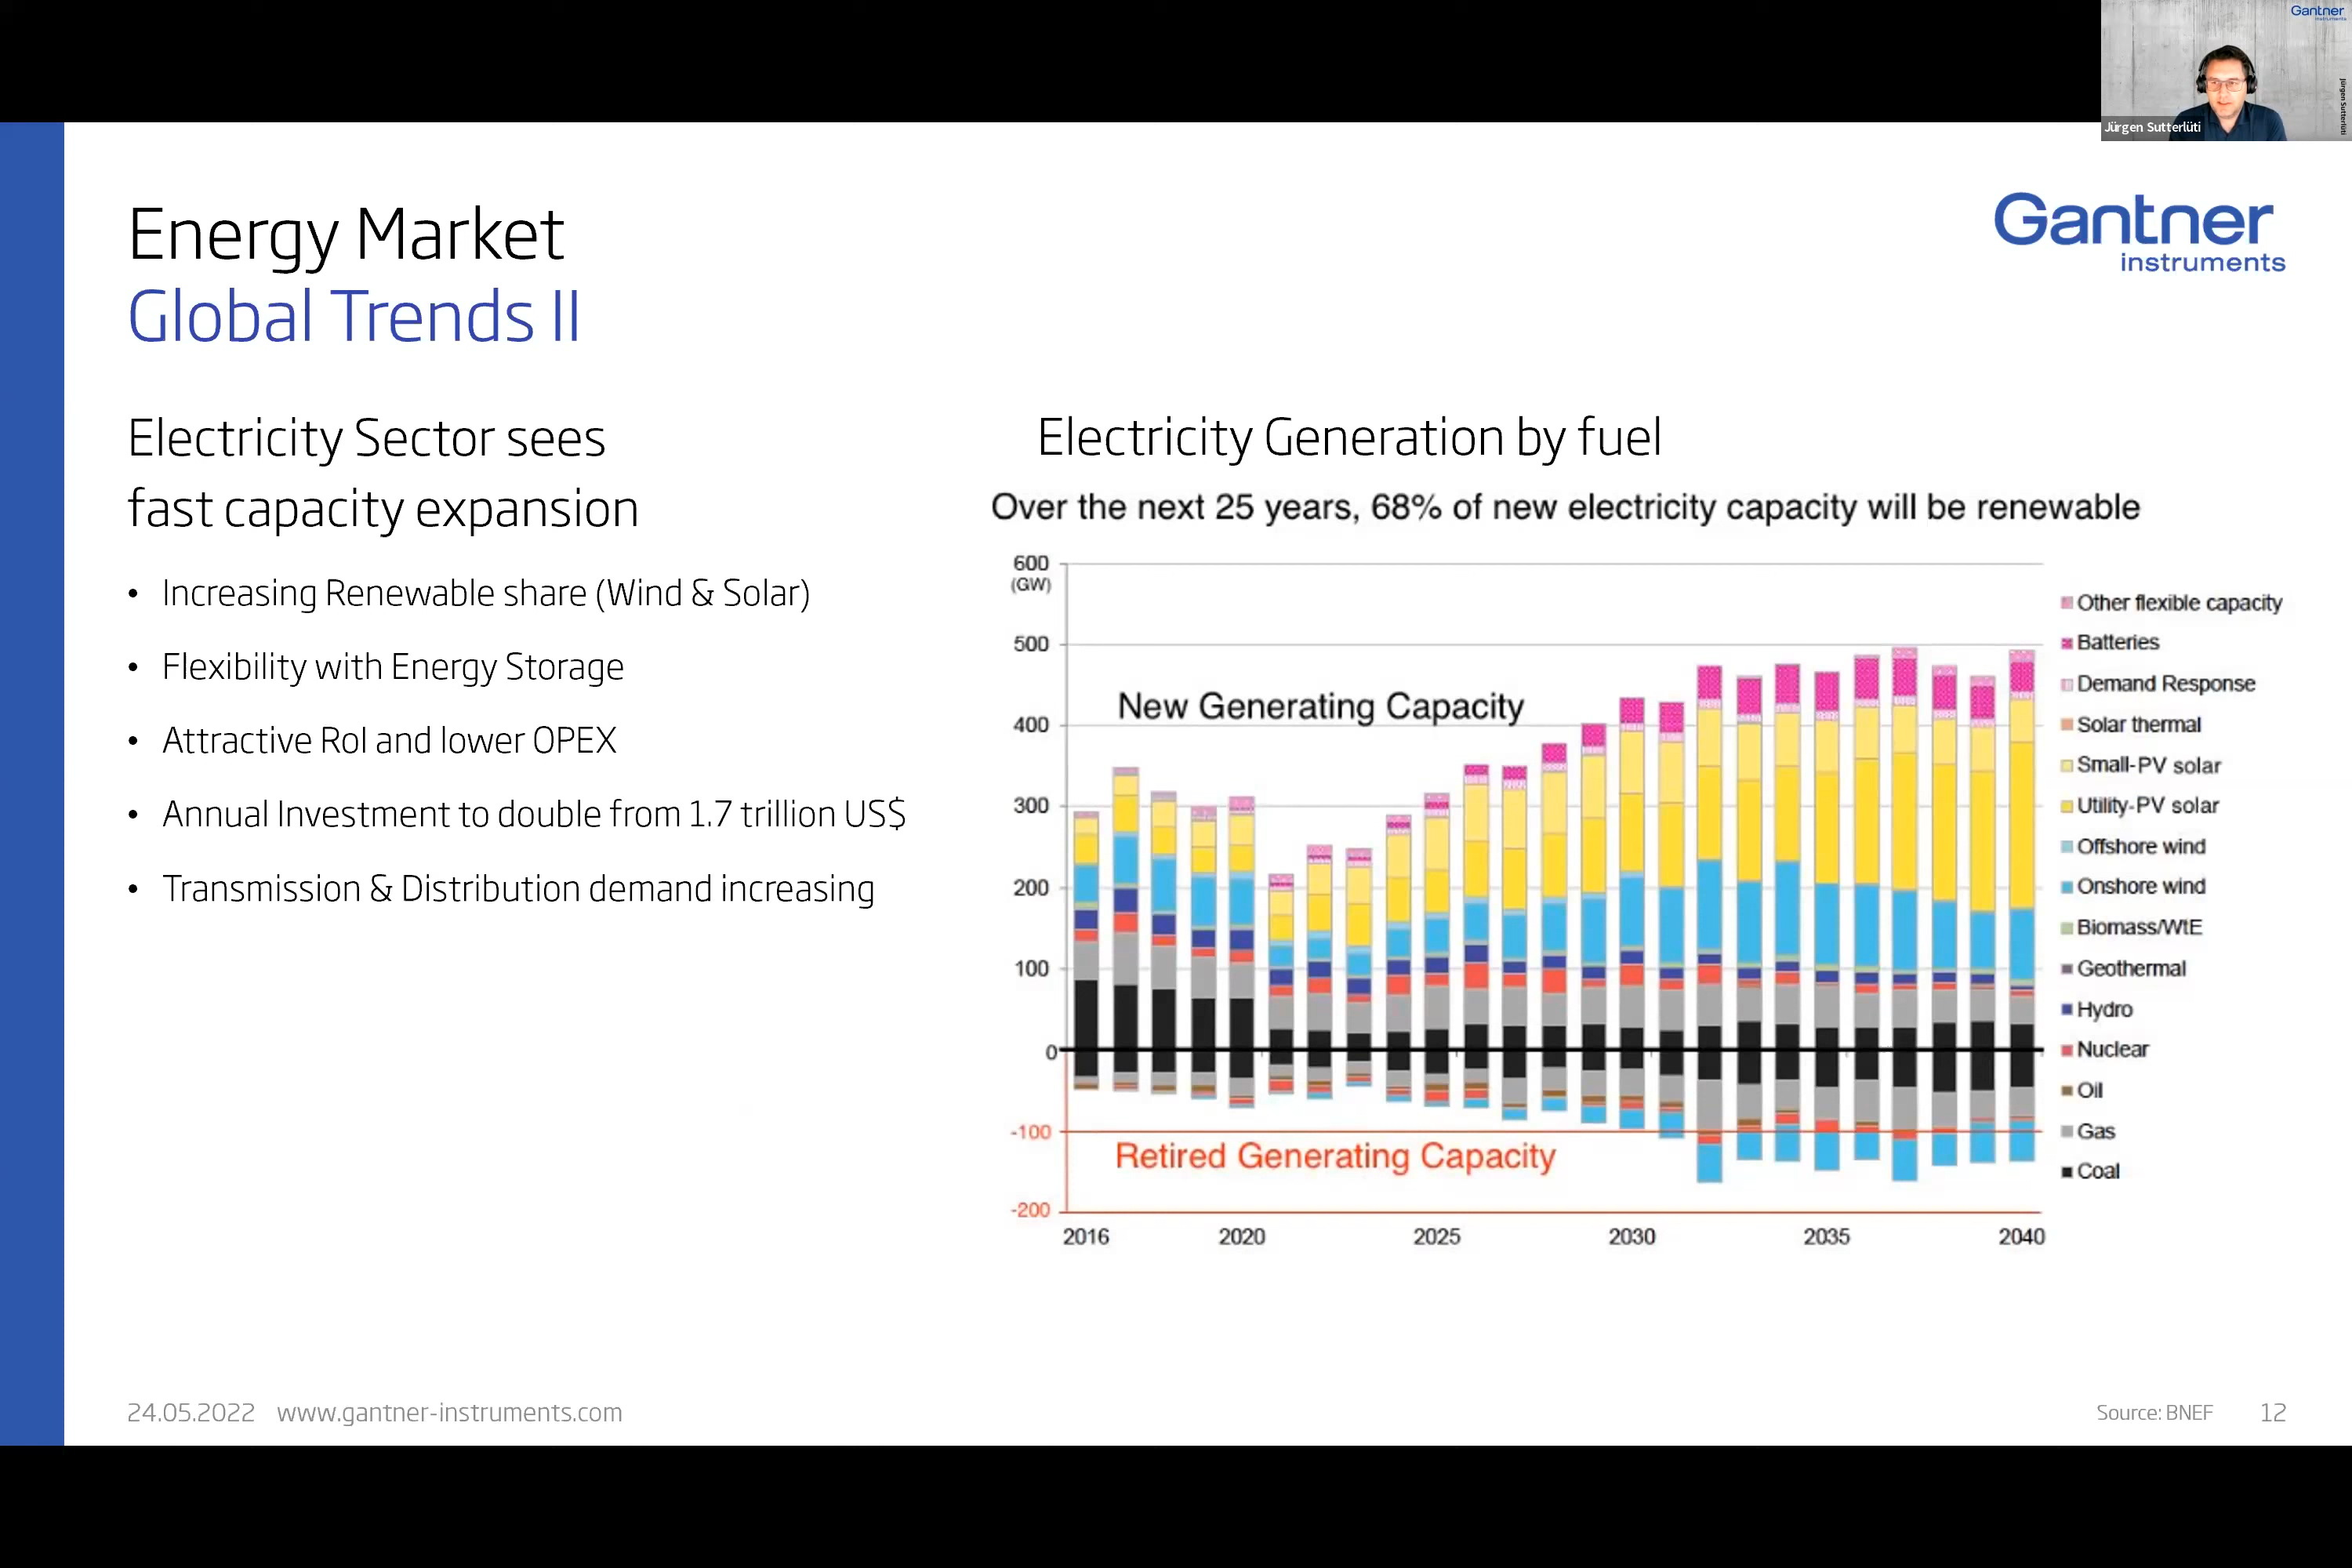 Gantner
instruments
Jürgen Sutterlüti
Jürgen Sutterlüti
Energy Market
Global Trends II
Gantner
instruments
Electricity Sector sees
fast capacity expansion
• Increasing Renewable share (Wind & Solar)
• Flexibility with Energy Storage
• Attractive RoI and lower OPEX
• Annual Investment to double from 1.7 trillion US$
• Transmission & Distribution demand increasing
Electricity Generation by fuel
Over the next 25 years, 68% of new electricity capacity will be renewable
600
(GW)
500
400
300
200
100
0
-100
-200
New Generating Capacity
Retired Generating Capacity
2016
2020
2025
2030
2035
2040
Other flexible capacity
Batteries
Demand Response
Solar thermal
Small-PV solar
Utility-PV solar
Offshore wind
Onshore wind
Biomass/WtE
Geothermal
Hydro
Nuclear
Oil
Gas
Coal
24.05.2022 www.gantner-instruments.com
Source: BNEF 12